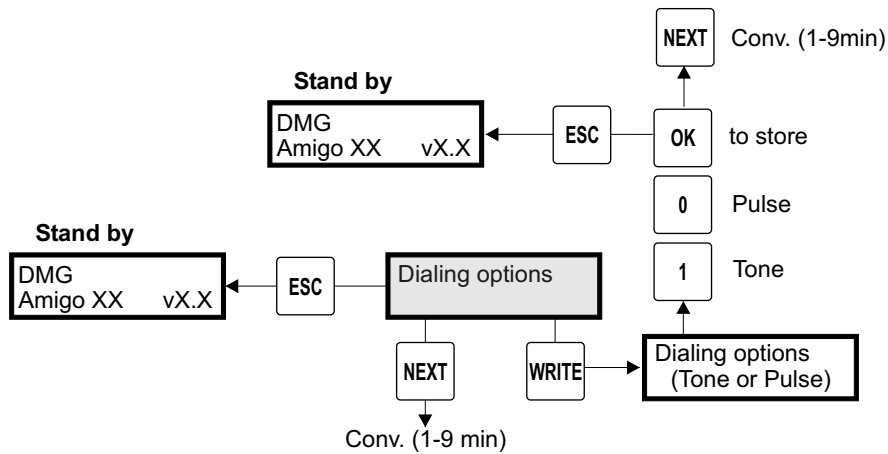 NEXT Conv. (1-9min)
Stand by
DMG
Amigo XX vX.X
ESC
OK to store
0 Pulse
Stand by
1 Tone
DMG
Amigo XX vX.X
ESC
Dialing options
NEXT
WRITE
Dialing options
(Tone or Pulse)
Conv. (1-9 min)